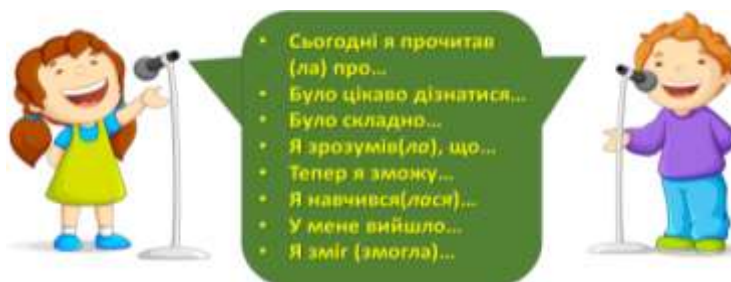 • Сьогодні я прочитав
(ла) про...
• Було цікаво дізнатися...
• Було складно...
• Я зрозумів(ла), що...
• Тепер я зможу...
• Я навчився(лася)...
• У мене вийшло...
• Я зміг (змогла)...